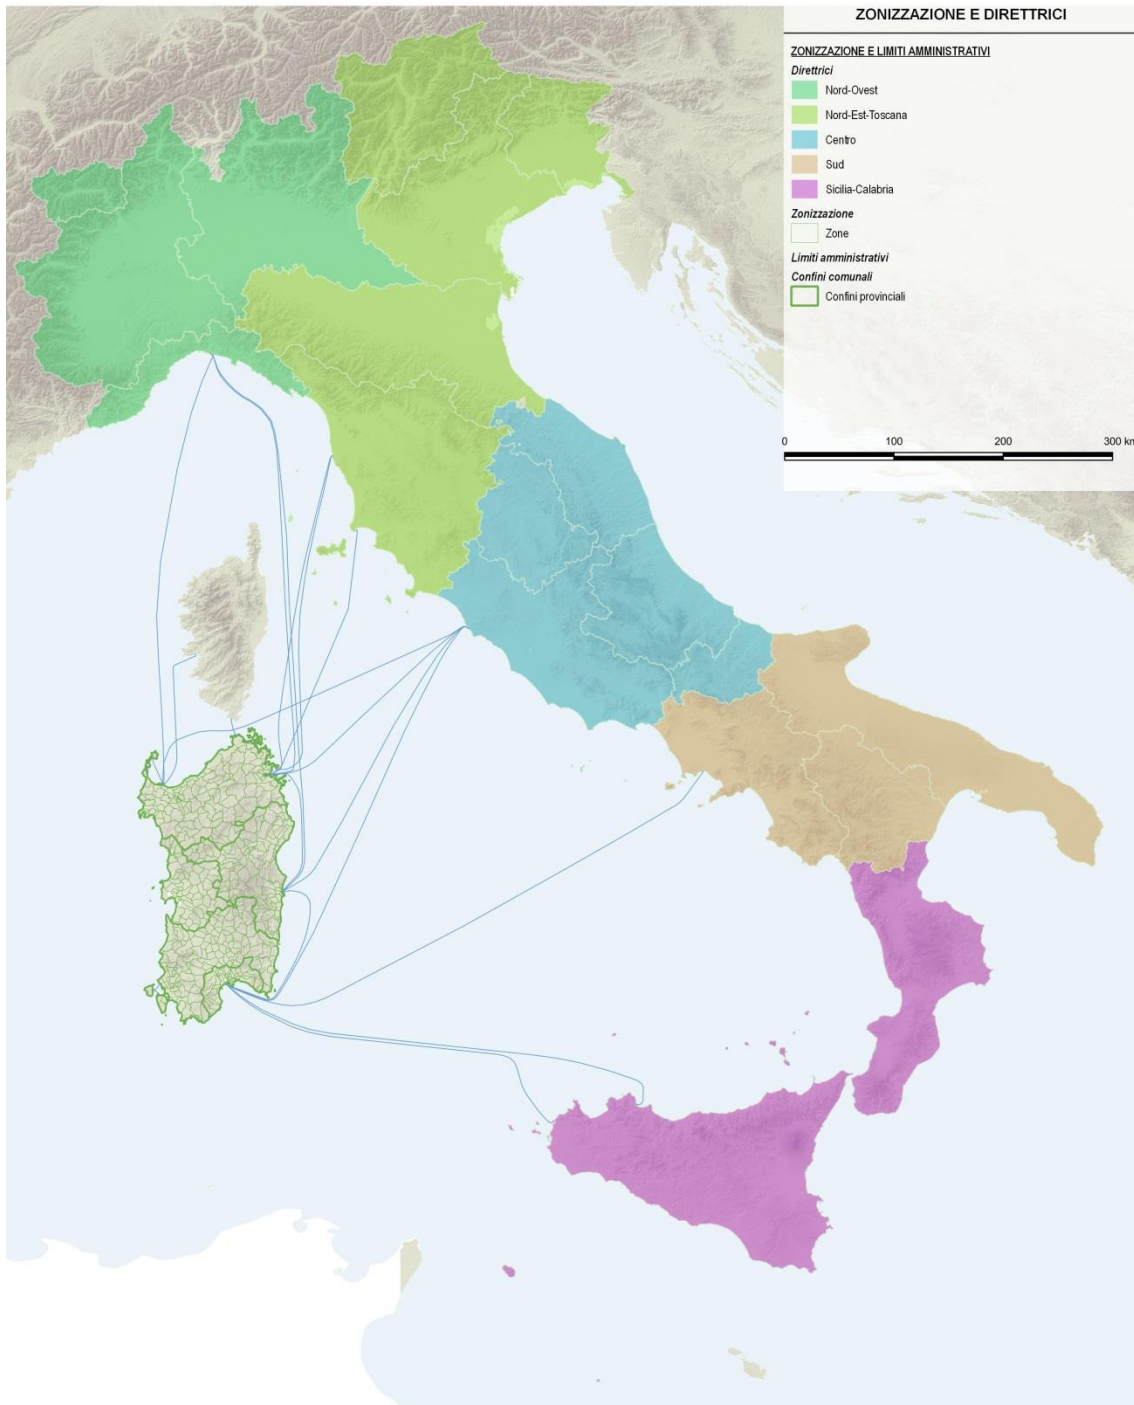 ZONIZZAZIONE E DIRETTRICI
ZONIZZAZIONE E LIMITI AMMINISTRATIVI
Direttrici
Nord-Ovest
Nord-Est-Toscana
Centro
Sud
Sicilia-Calabria
Zonizzazione
Zone
Limiti amministrativi
Confini comunali
Confini provinciali
0 100 200 300 km